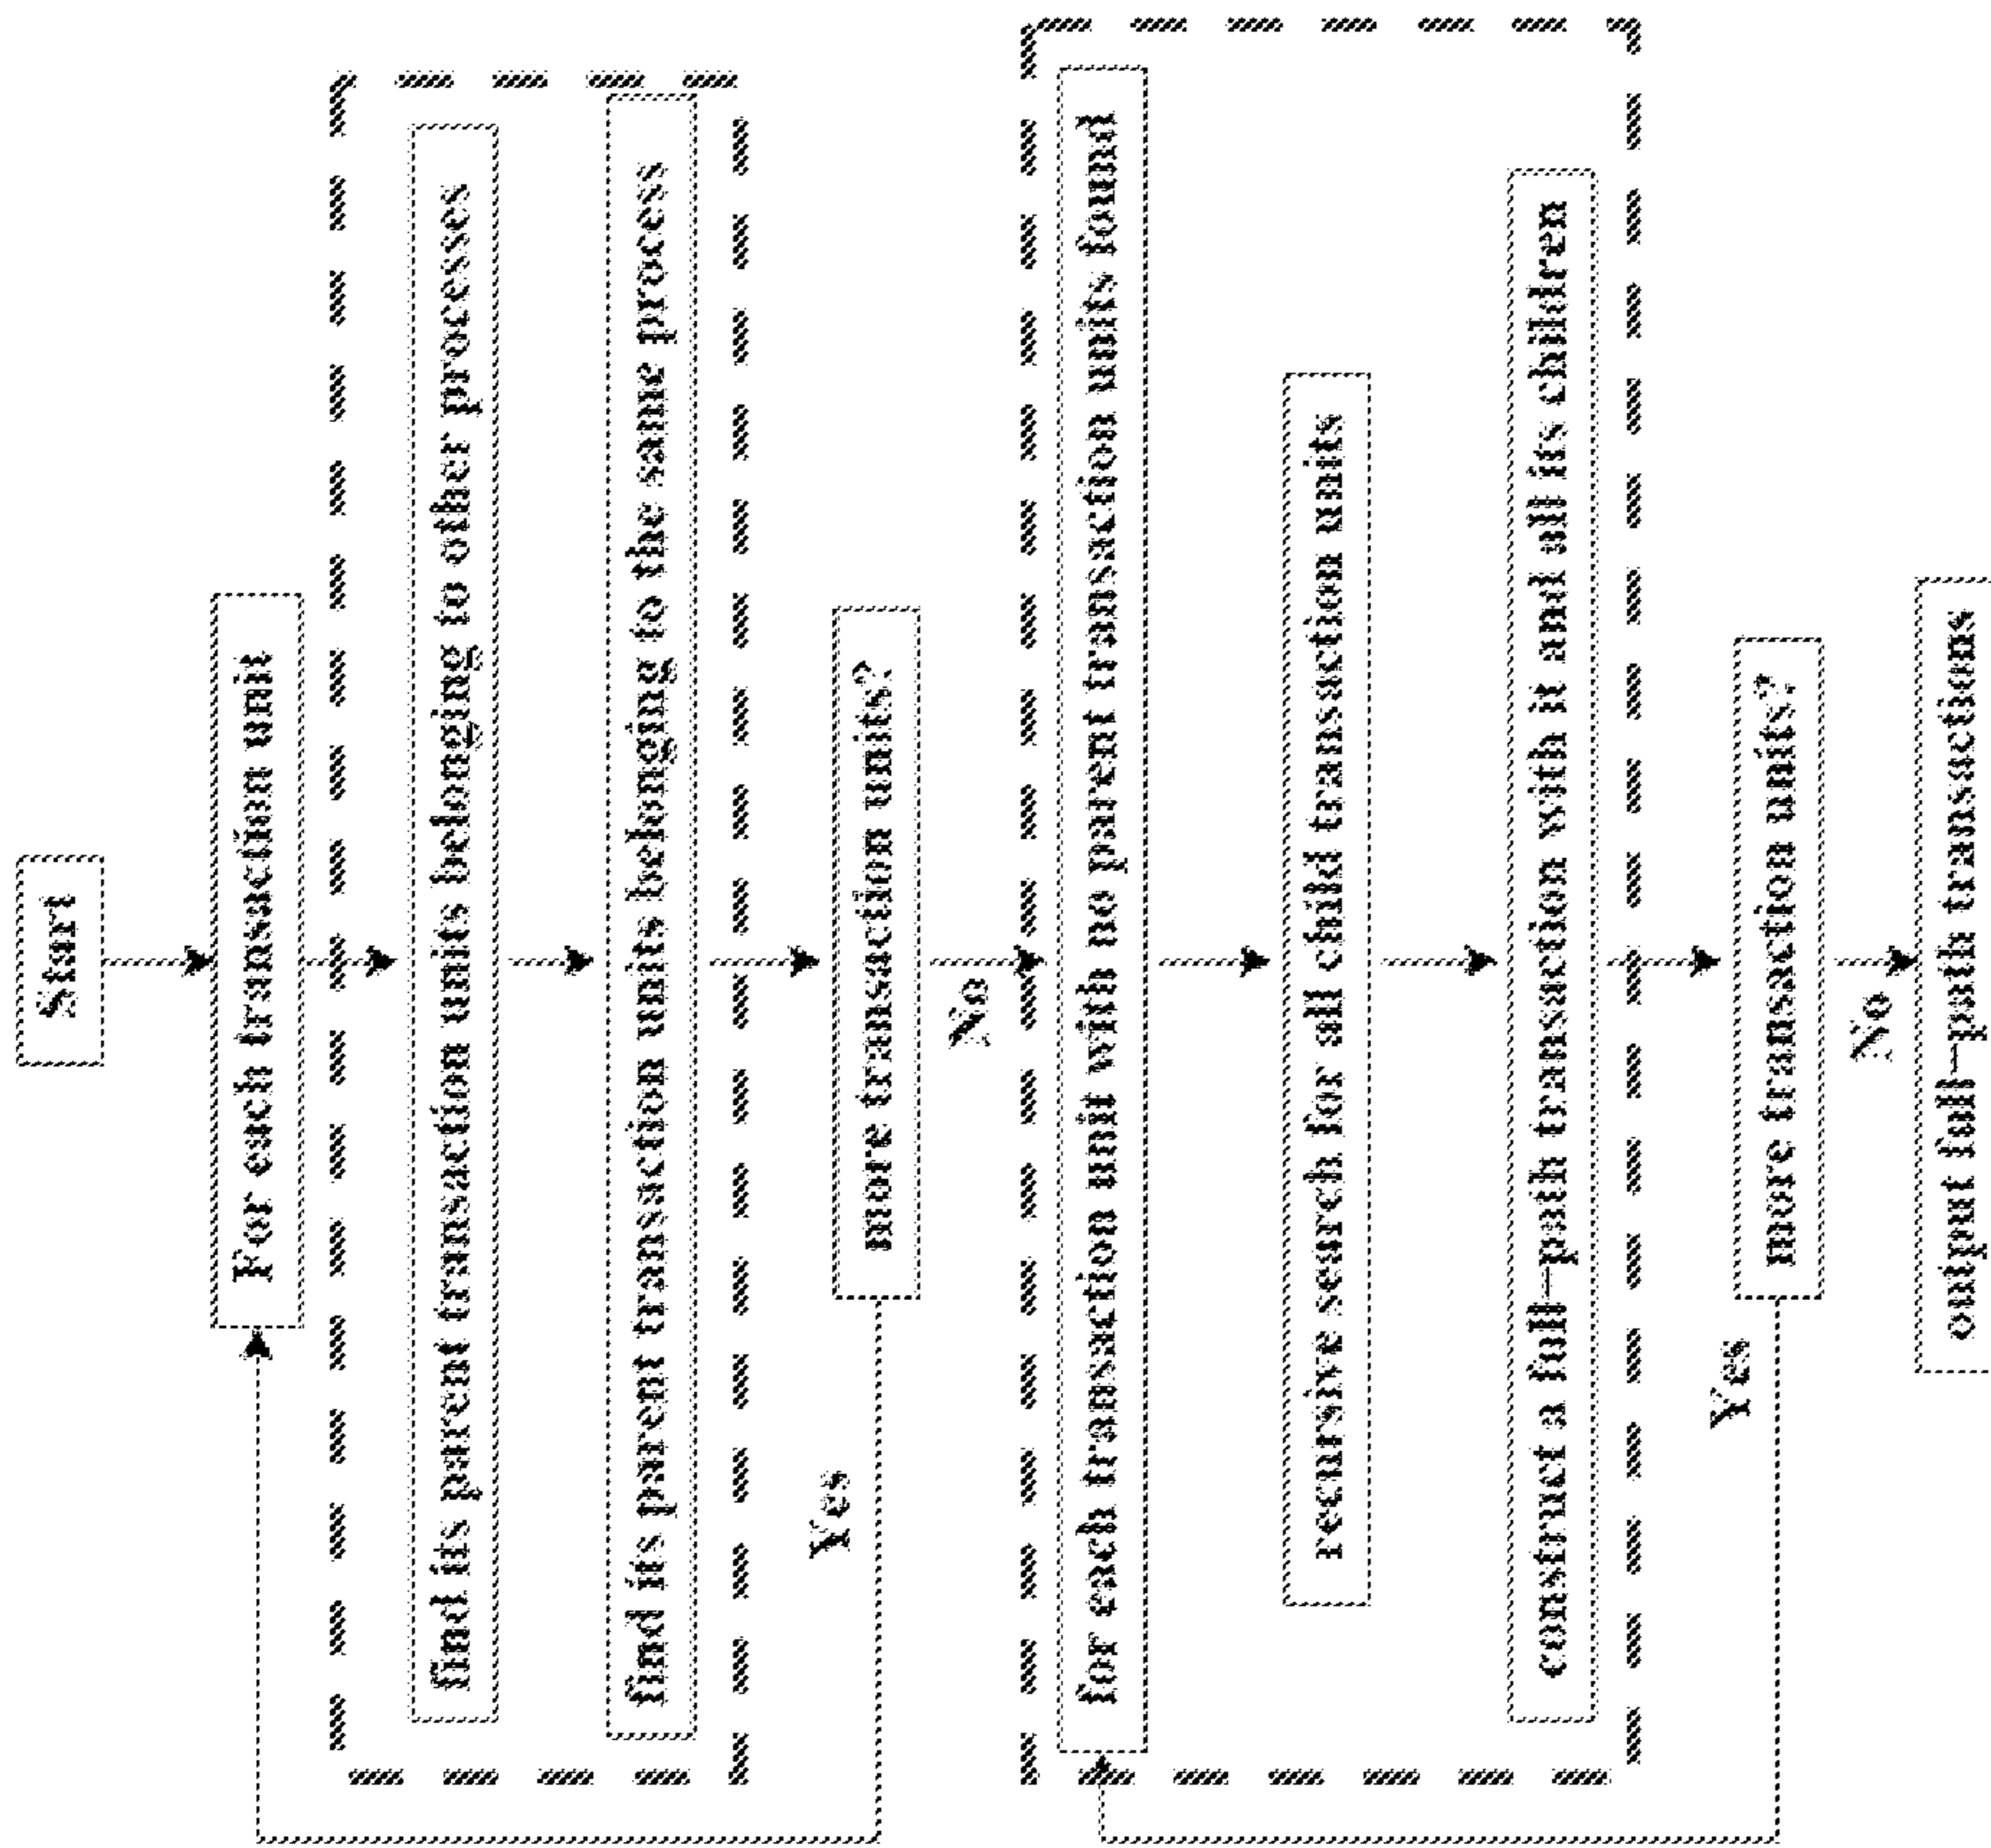 Start
For each transaction unit
find its parent transaction units belonging to other processes
find its parent transaction units belonging to the same process
more transaction units?
Yes
No
for each transaction unit with no parent transaction units found
recursive search for all child transaction units
construct a full-path transaction with it and all its children
more transaction units?
Yes
No
output full-path transactions